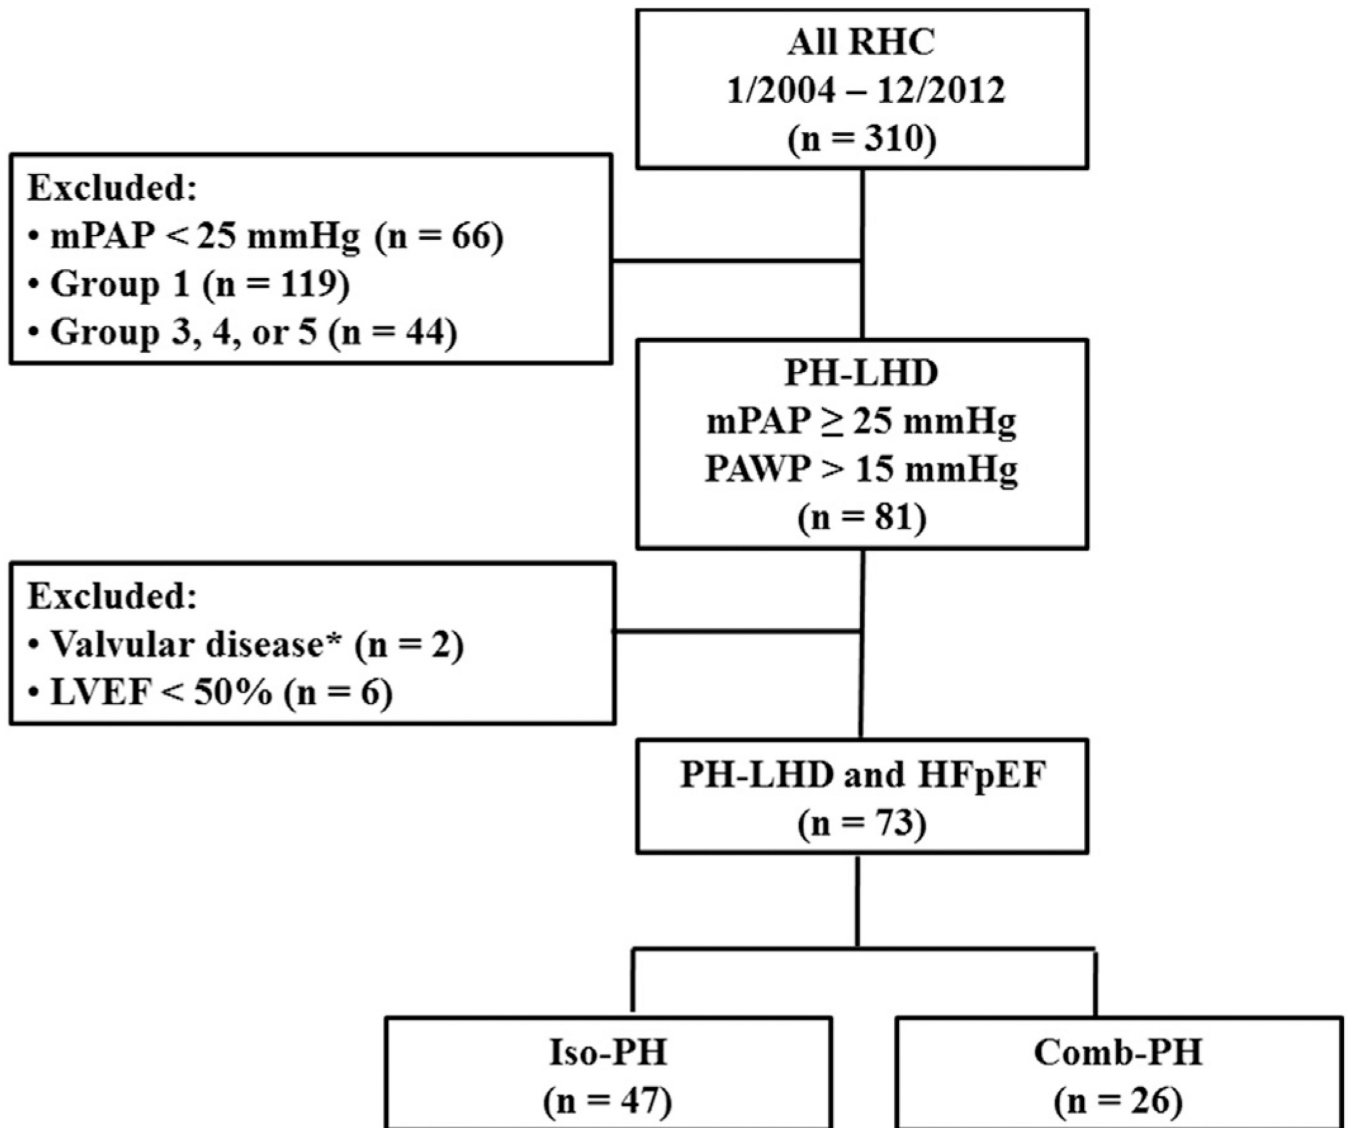 All RHC
1/2004 – 12/2012
(n = 310)
Excluded:
• mPAP < 25 mmHg (n = 66)
• Group 1 (n = 119)
• Group 3, 4, or 5 (n = 44)
PH-LHD
mPAP ≥ 25 mmHg
PAWP > 15 mmHg
(n = 81)
Excluded:
• Valvular disease* (n = 2)
• LVEF < 50% (n = 6)
PH-LHD and HFpEF
(n = 73)
Iso-PH
(n = 47)
Comb-PH
(n = 26)